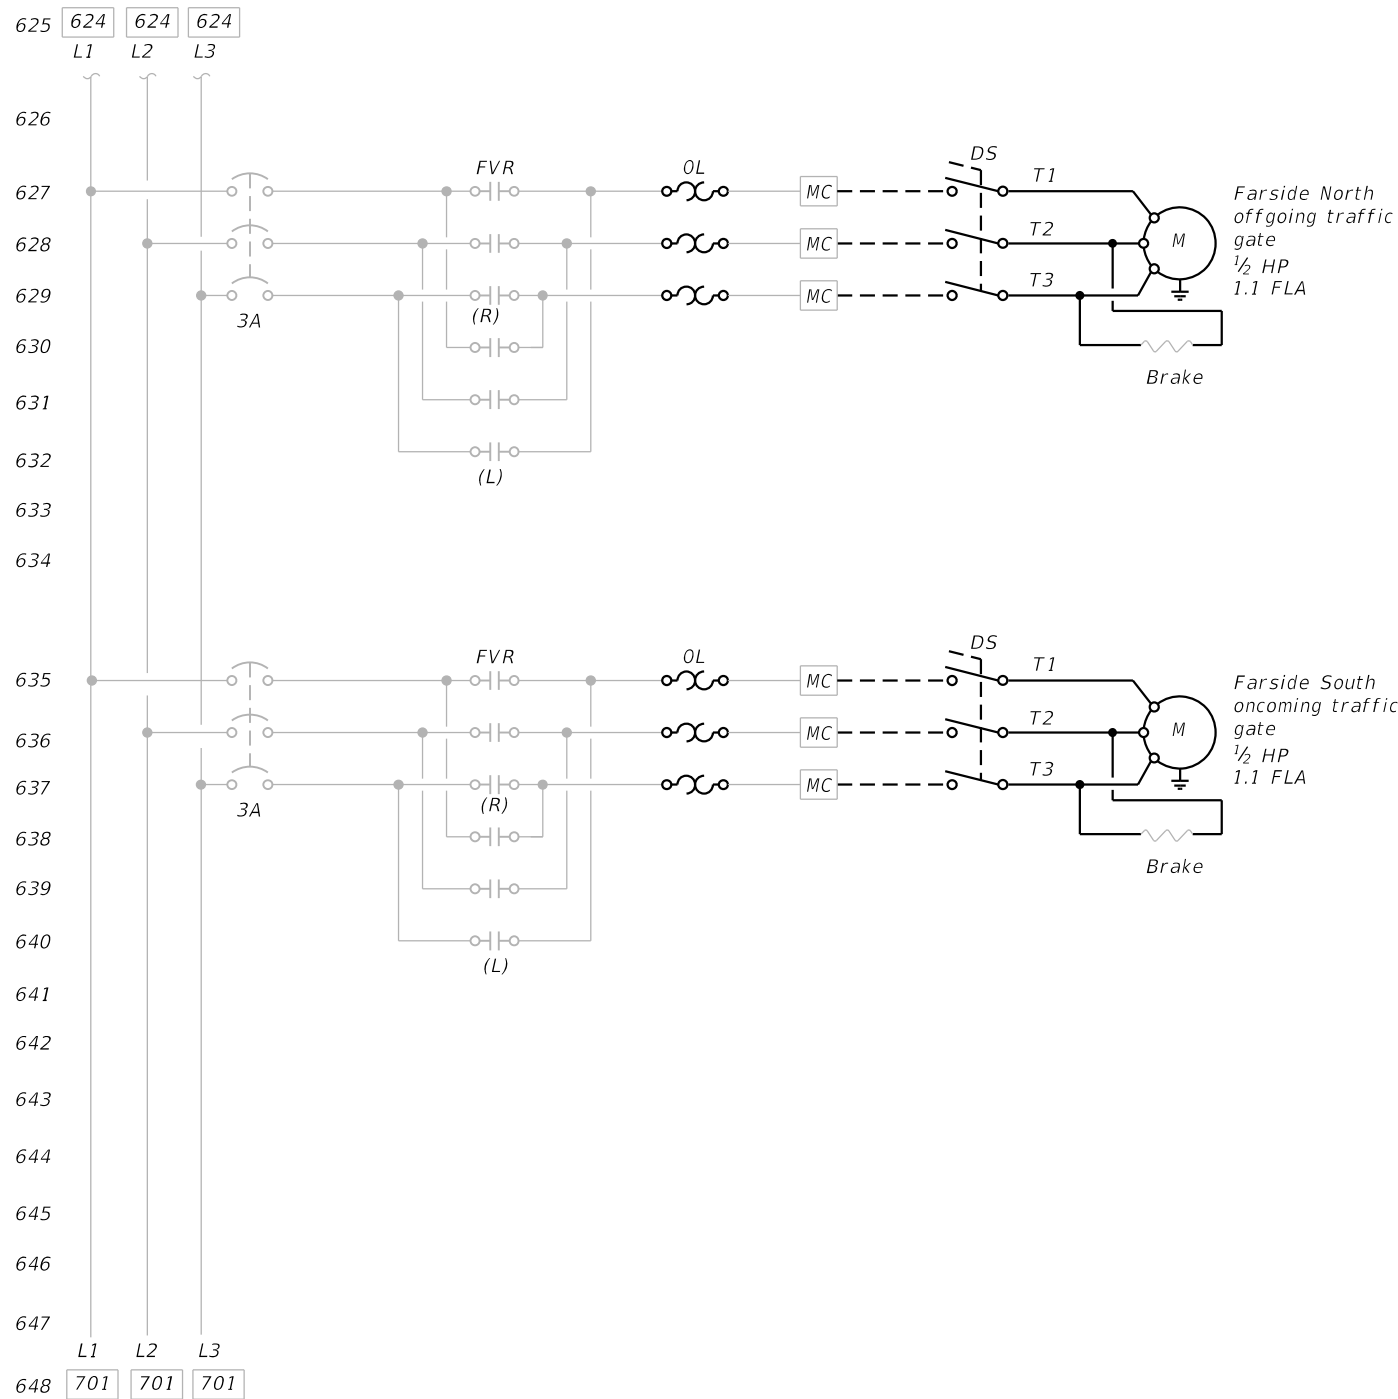 625 624 624 624
L1 L2 L3
626
FVR OL DS T1
627 MC
Farside North
offgoing traffic
T2
628 MC M gate
½ HP
T3
629 MC 1.1 FLA
3A (R)
630
Brake
631
632
(L)
633
634
FVR OL DS T1
635 MC
Farside South
oncoming traffic
T2
636 MC M gate
½ HP
T3
637 MC 1.1 FLA
3A (R)
638
Brake
639
640
(L)
641
642
643
644
645
646
647
L1 L2 L3
648 701 701 701